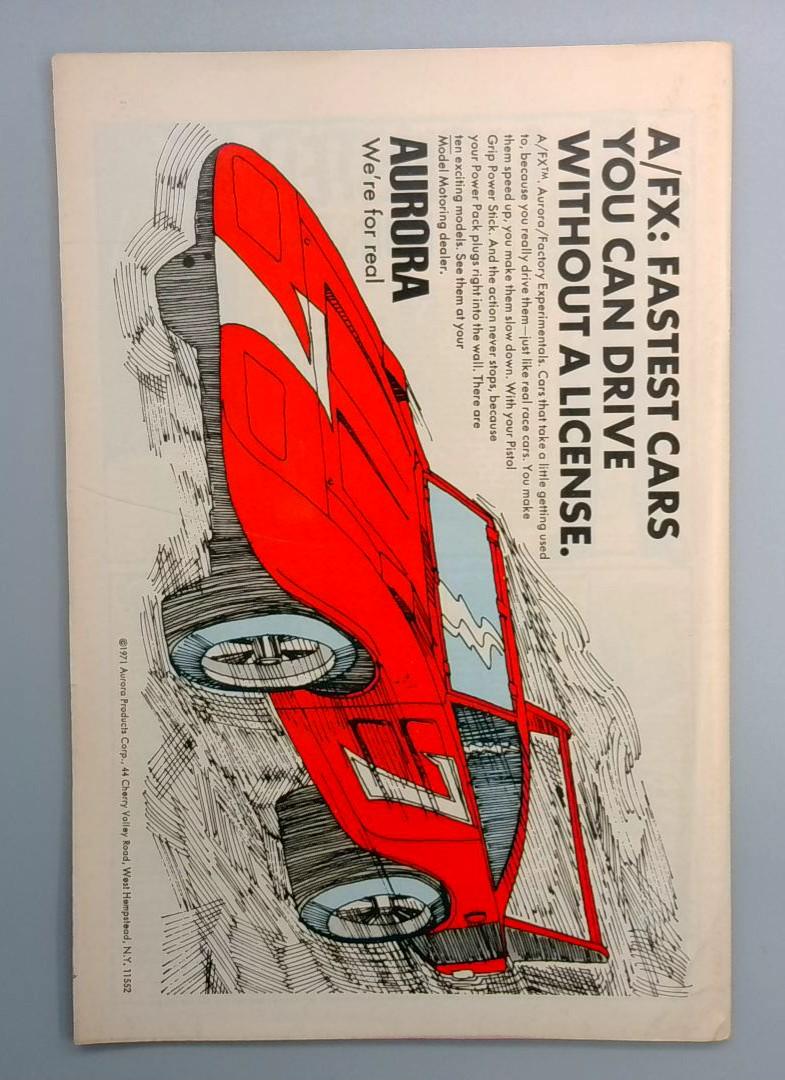 A/FX: FASTEST CARS
YOU CAN DRIVE
WITHOUT A LICENSE.
A/FX™, Aurora/Factory Experimentals. Cars that take a little getting used
to, because you really drive them—just like real race cars. You make
them speed up, you make them slow down. With your Pistol
Grip Power Stick. And the action never stops, because
your Power Pack plugs right into the wall. There are
ten exciting models. See them at your
Model Motoring dealer.
AURORA
We're for real
7
©1971 Aurora Products Corp., 44 Cherry Valley Road, West Hempstead, N.Y. 11552